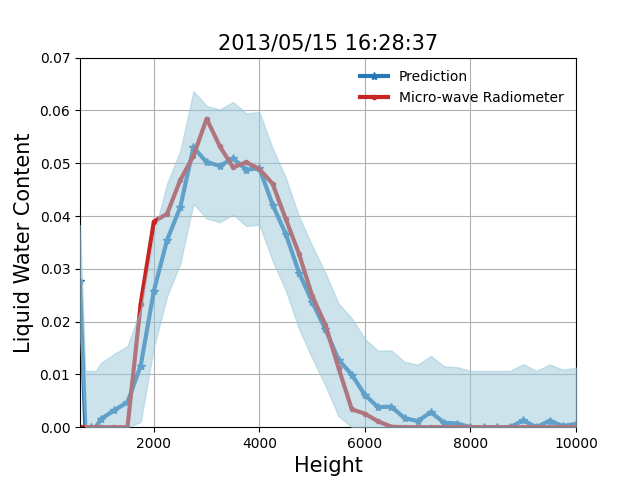 2013/05/15 16:28:37
Prediction
Micro-wave Radiometer
Liquid Water Content
0.07
0.06
0.05
0.04
0.03
0.02
0.01
0.00
2000 4000 6000 8000 10000
Height